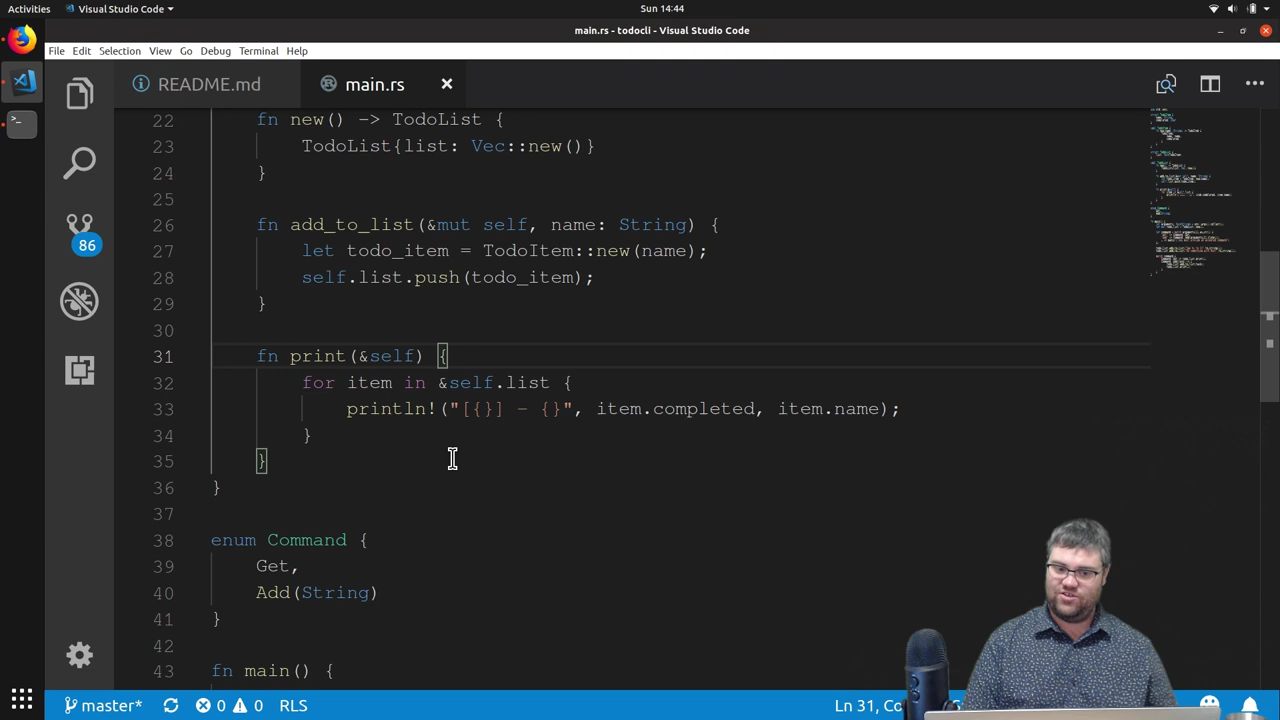 Activities
Visual Studio Code
Sun 14:44
main.rs - todocli - Visual Studio Code
File Edit Selection View Go Debug Terminal Help
README.md
main.rs
22 fn new() -> TodoList {
23 TodoList{list: Vec::new()}
24 }
25
26 fn add_to_list(&mut self, name: String) {
27 let todo_item = TodoItem::new(name);
28 self.list.push(todo_item);
29 }
30
31 fn print(&self) {
32 for item in &self.list {
33 println!("[{}] - {}", item.completed, item.name);
34 }
35 }
36 }
37
38 enum Command {
39 Get,
40 Add(String)
41 }
42
43 fn main() {
86
master* 0 0 RLS
Ln 31,